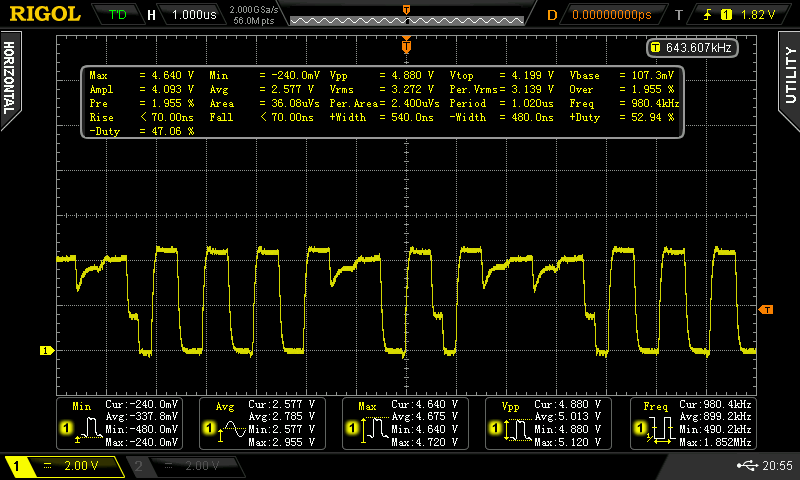 RIGOL T'D H 1.000us 2.000GSa/s 56.0M pts D 0.00000000ps T 1 1.82 V
HORIZONTAL
UTILITY
T
T 643.607kHz
Max = 4.640 V Min = -240.0mV Vpp = 4.880 V Vtop = 4.199 V Vbase = 107.3mV
Ampl = 4.093 V Avg = 2.577 V Vrms = 3.272 V Per.Vrms= 3.139 V Over = 1.955 %
Pre = 1.955 % Area = 36.08uVs Per.Area= 2.400uVs Period = 1.020us Freq = 980.4kHz
Rise < 70.00ns Fall < 70.00ns +Width = 540.0ns -Width = 480.0ns +Duty = 52.94 %
-Duty = 47.06 %
T
1
Min Cur:-240.0mV
Avg:-337.8mV
1 Min:-480.0mV
Max:-240.0mV
Avg Cur:2.577 V
Avg:2.785 V
1 Min:2.577 V
Max:2.955 V
Max Cur:4.640 V
Avg:4.675 V
1 Min:4.640 V
Max:4.720 V
Vpp Cur:4.880 V
Avg:5.013 V
1 Min:4.880 V
Max:5.120 V
Freq Cur:980.4kHz
Avg:899.2kHz
1 Min:490.2kHz
Max:1.852MHz
1 = 2.00 V 2 = 2.00 V 20:55